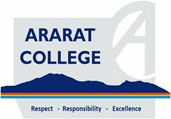 ARARAT
COLLEGE
Respect - Responsibility - Excellence